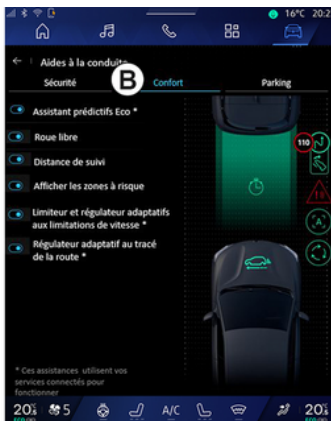 16°C 20:2
← Aides à la conduite
Sécurité B Confort Parking
Assistant prédictifs Eco *
Roue libre
Distance de suivi
Afficher les zones à risque
Limiteur et régulateur adaptatifs
aux limitations de vitesse *
Régulateur adaptatif au tracé
de la route *
110
A
* Ces assistances utilisent vos
services connectés pour
fonctionner
20% 5 A/C 20%